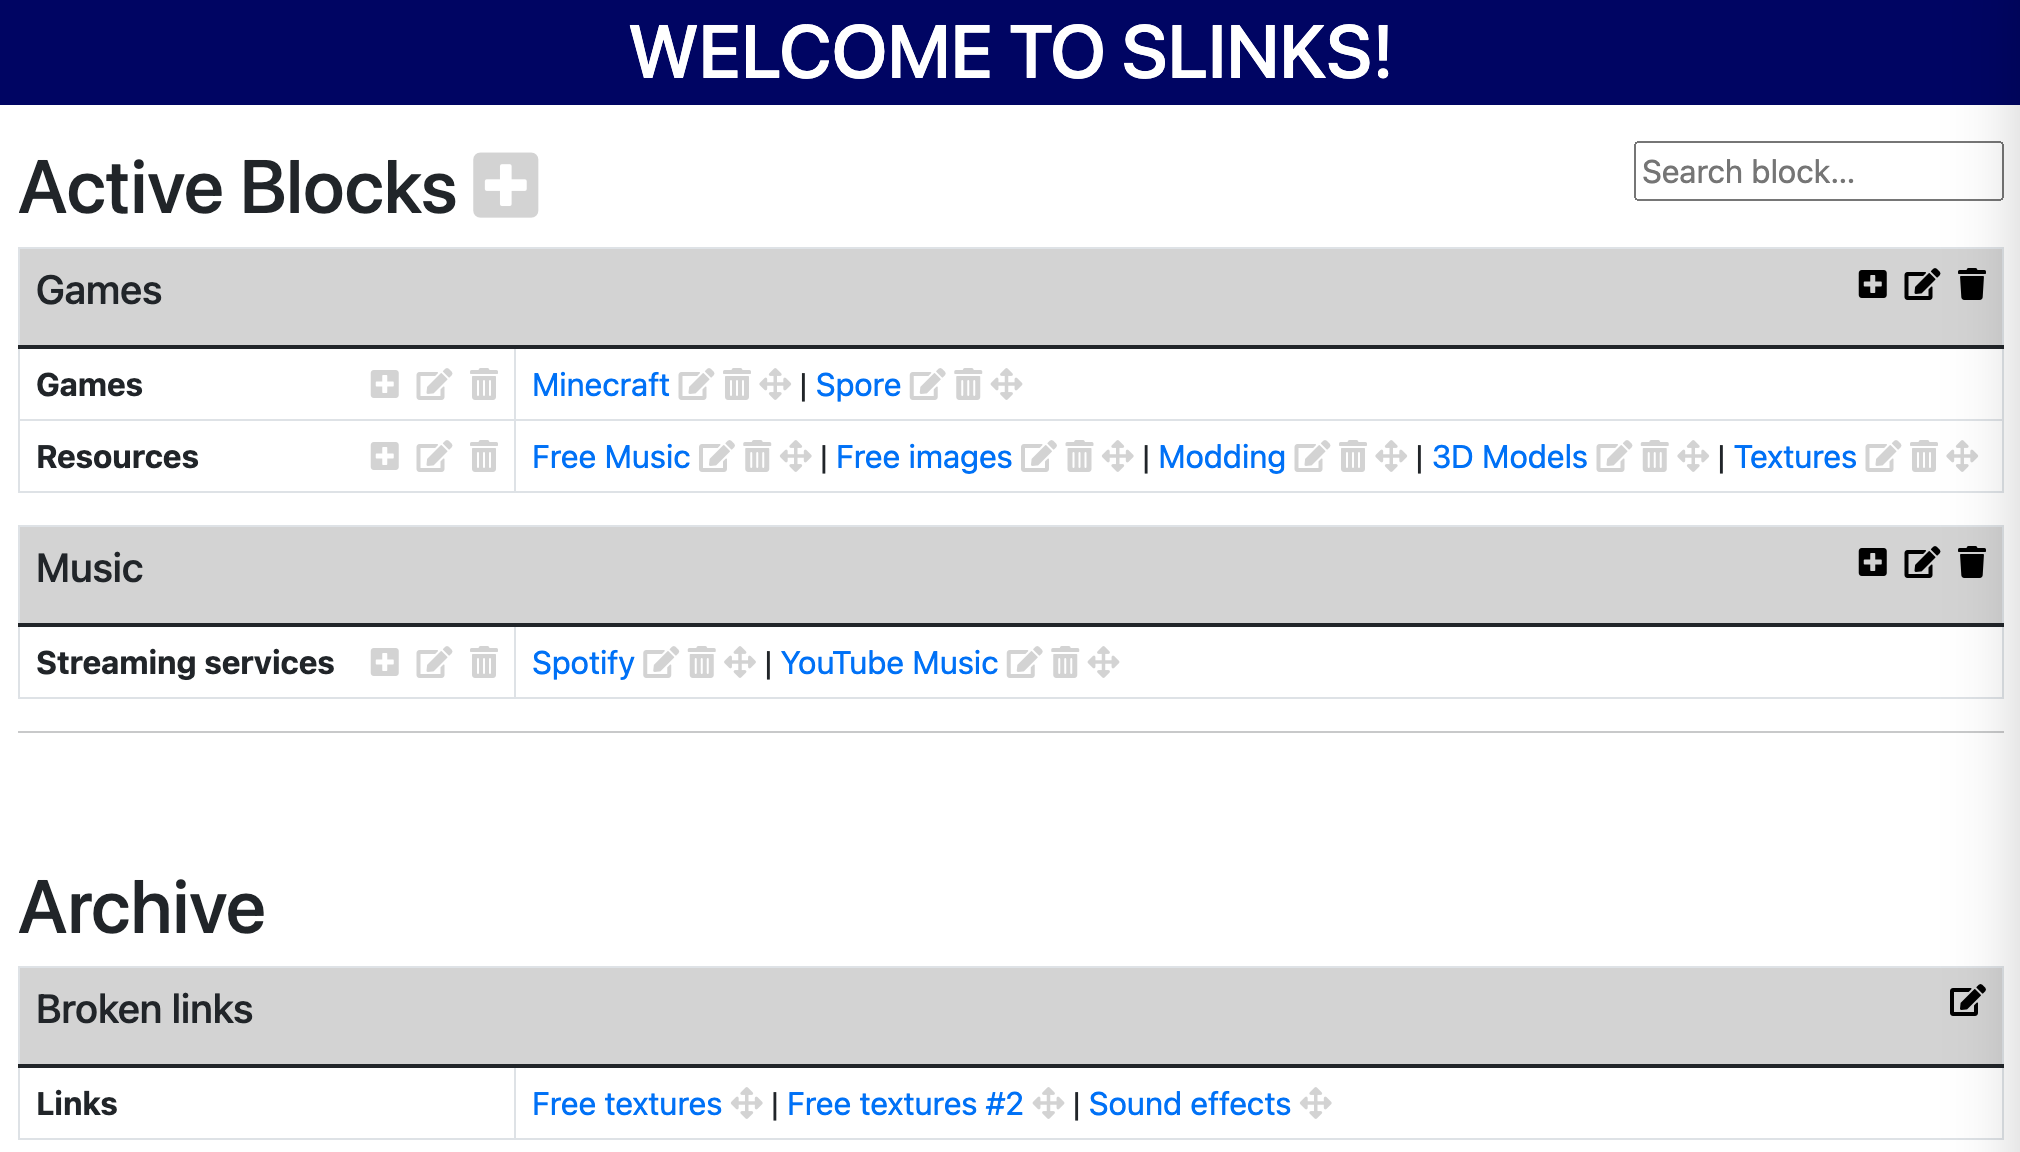 WELCOME TO SLINKS!
Active Blocks
Search block...
Games
Games
Minecraft | Spore
Resources
Free Music | Free images | Modding | 3D Models | Textures
Music
Streaming services
Spotify | YouTube Music
Archive
Broken links
Links
Free textures | Free textures #2 | Sound effects